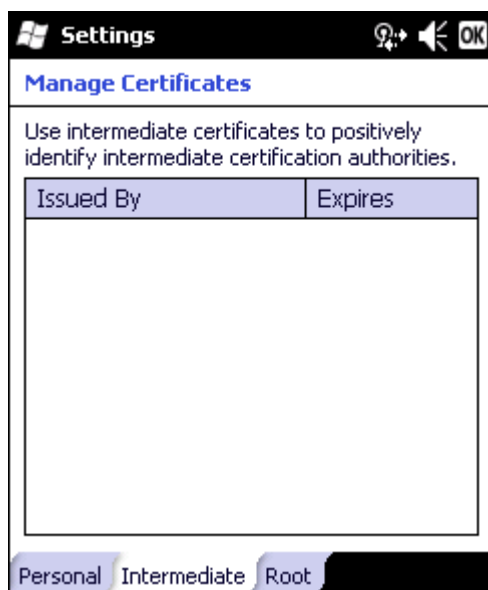 Settings OK
Manage Certificates
Use intermediate certificates to positively
identify intermediate certification authorities.
Issued By Expires
Personal Intermediate Root